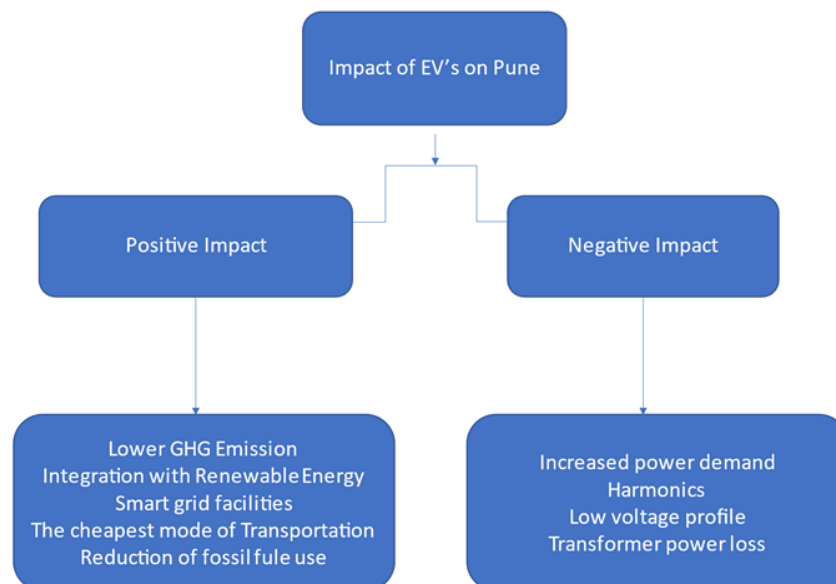 Impact of EV's on Pune
Positive Impact
Negative Impact
Lower GHG Emission
Integration with Renewable Energy
Smart grid facilities
The cheapest mode of Transportation
Reduction of fossil fule use
Increased power demand
Harmonics
Low voltage profile
Transformer power loss